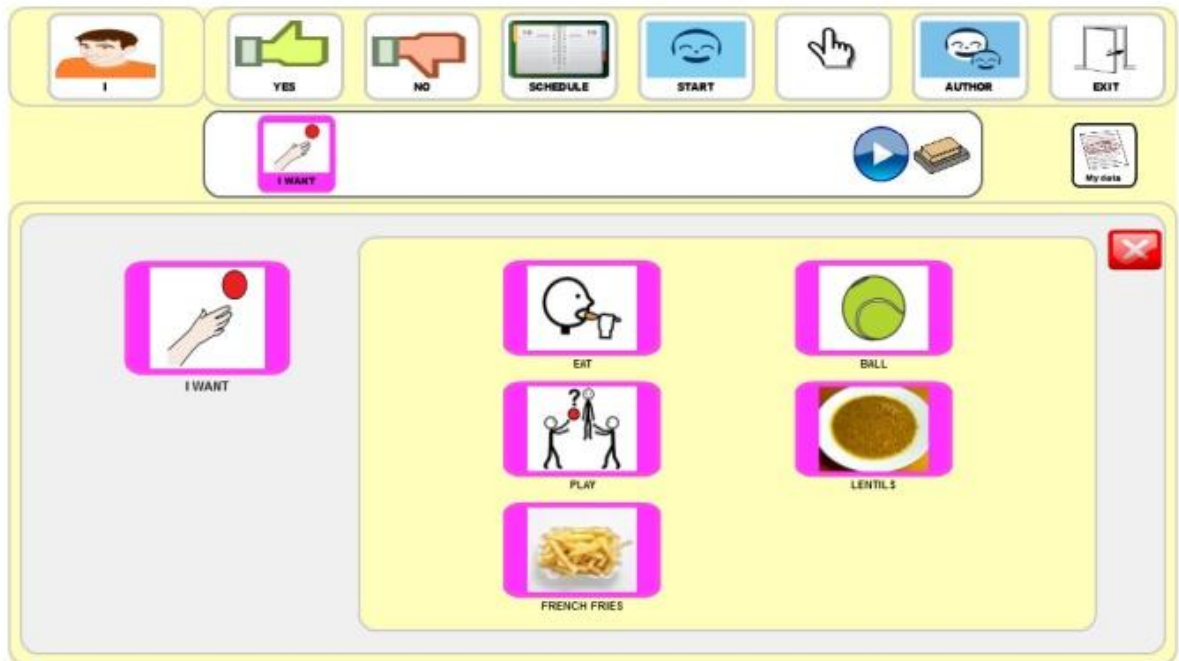 I
YES
NO
SCHEDULE
START
AUTHOR
EXIT
I WANT
My data
I WANT
EAT
BALL
PLAY
?
LENTILS
FRENCH FRIES